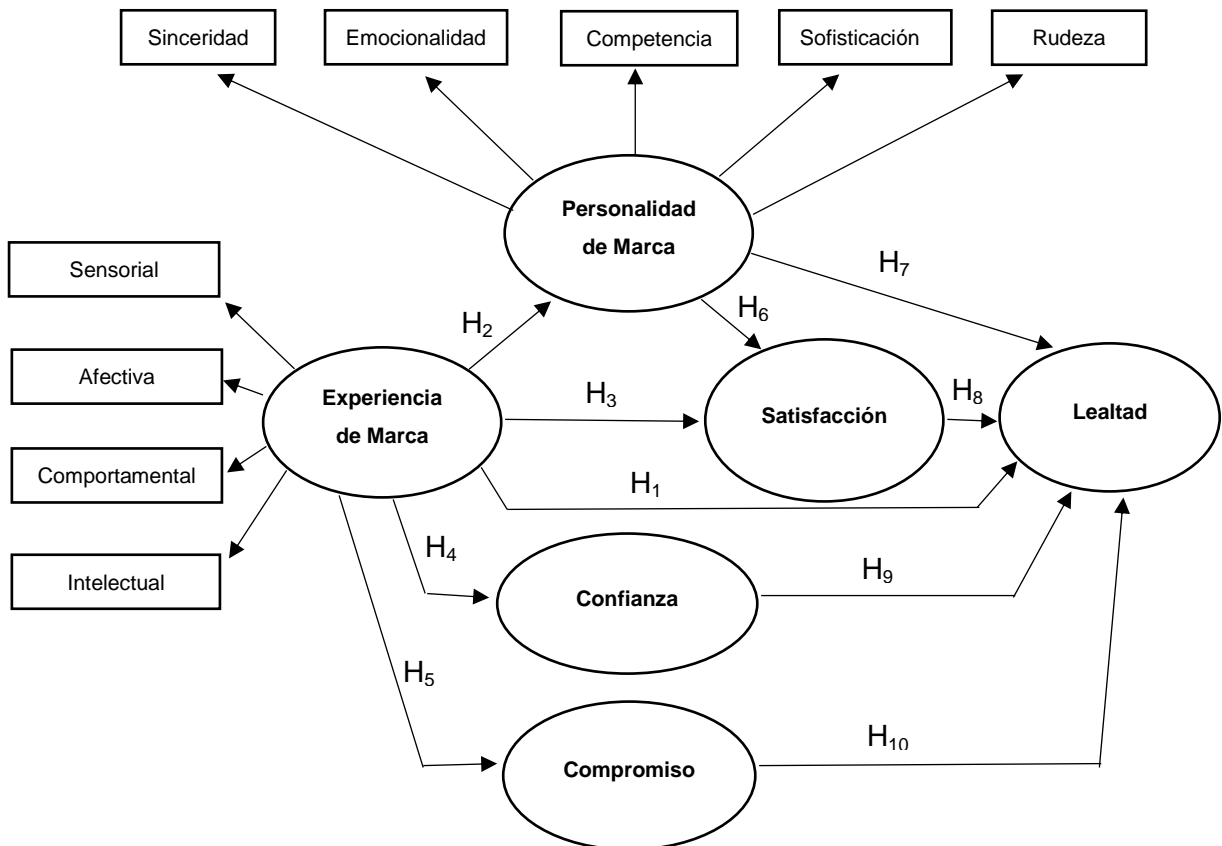 Sinceridad
Emocionalidad
Competencia
Sofisticación
Rudeza
Personalidad
de Marca
Sensorial
H₇
H₆
H₂
Afectiva
Experiencia
de Marca
H₃
Satisfacción
H₈
Lealtad
Comportamental
H₁
H₄
Intelectual
Confianza
H₉
H₅
Compromiso
H₁₀